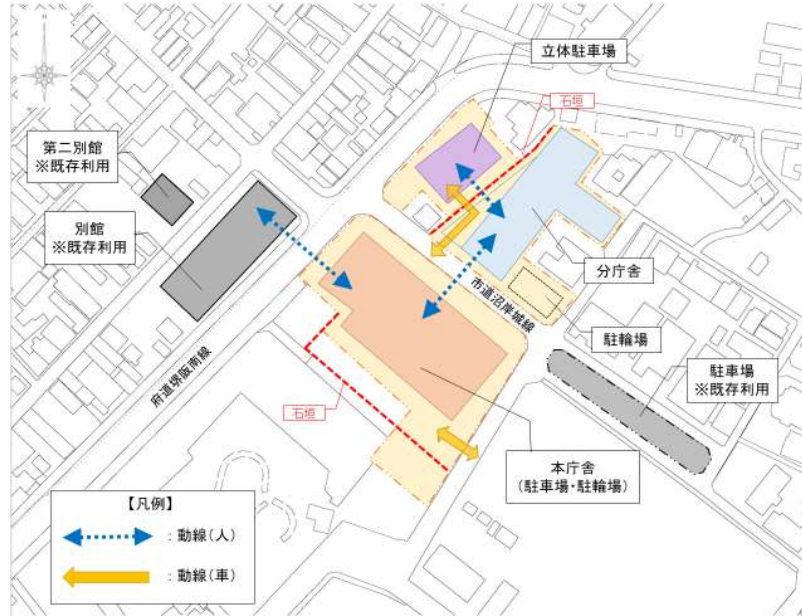 立体駐車場
石垣
第二別館
※既存利用
別館
※既存利用
分庁舎
市道沼岸城線
駐輪場
府道堺阪南線
駐車場
※既存利用
石垣
本庁舎
(駐車場・駐輪場)
【凡例】
:動線(人)
:動線(車)